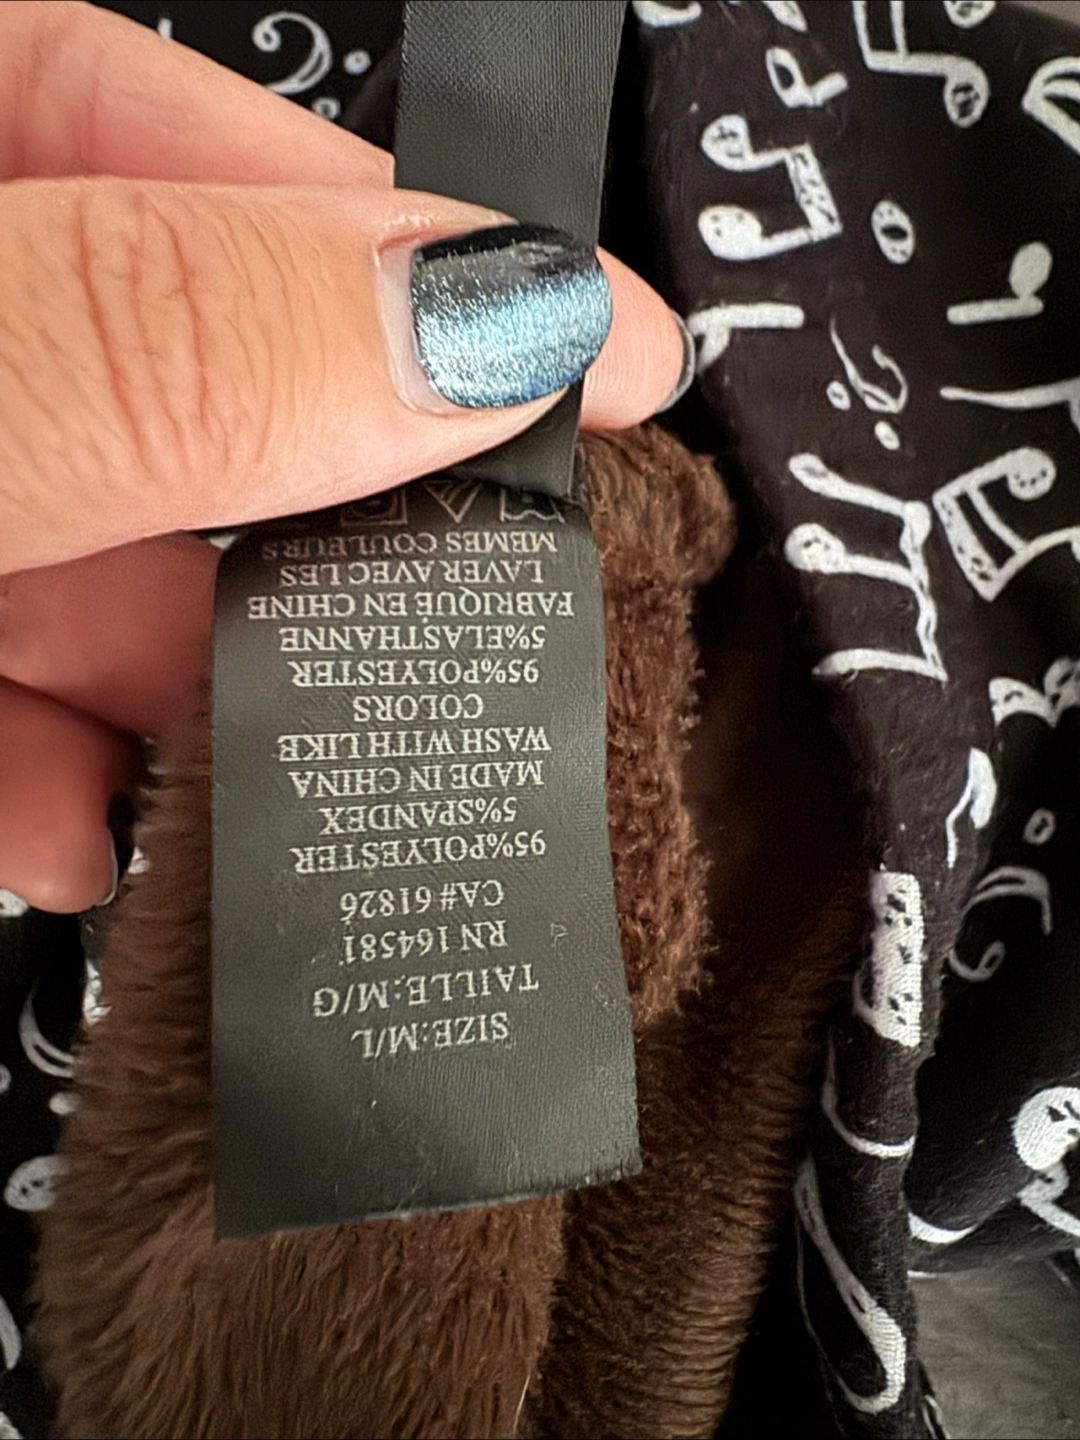 SIZE:M/L
TAILLE:M/G
RN 164581
CA# 61826
95%POLYESTER
5%SPANDEX
MADE IN CHINA
WASH WITH LIKE
COLORS
95%POLYESTER
5%ELASTHANNE
FABRIQUÉ EN CHINE
LAVER AVEC LES
MEMES COULEURS